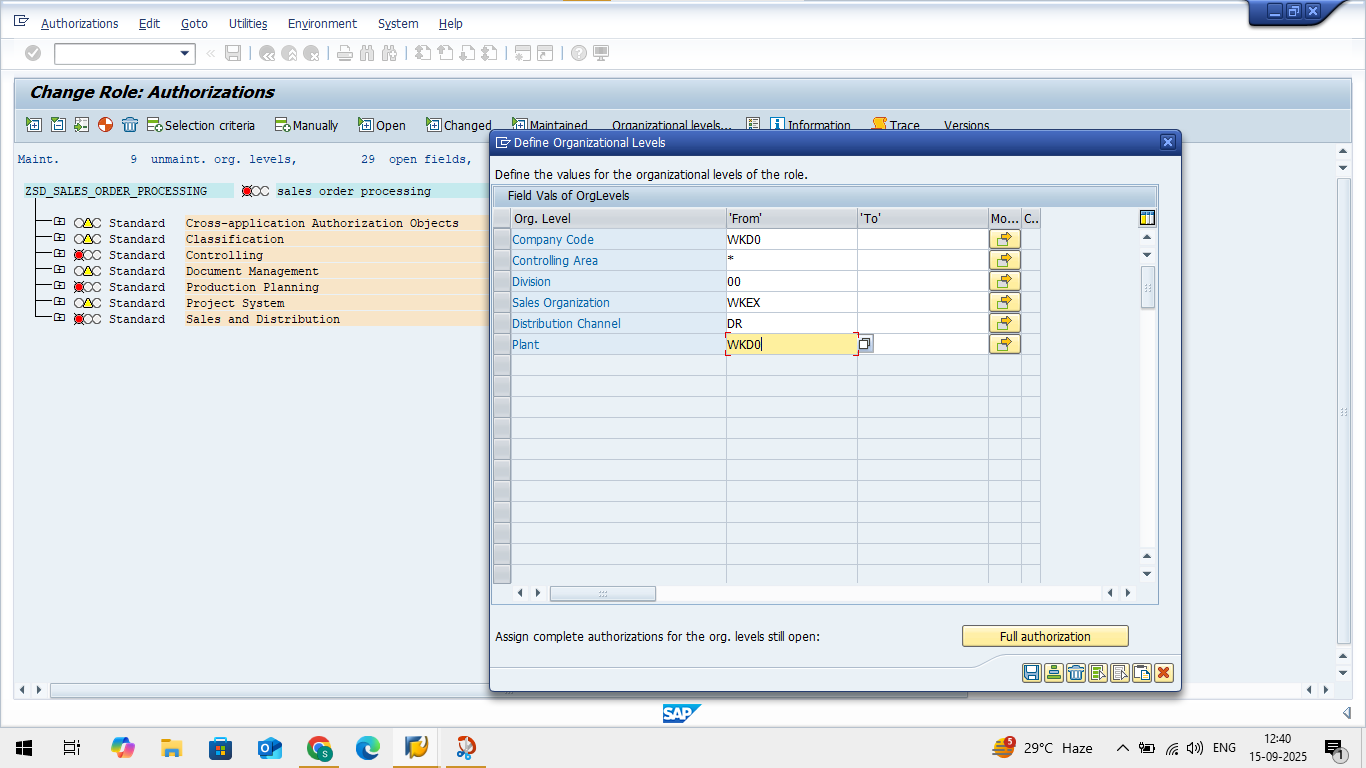 Authorizations Edit Goto Utilities Environment System Help
Change Role: Authorizations
Selection criteria Manually Open Changed Maintained Organizational levels... Information Trace Versions
Maint. 9 unmaint. org. levels, 29 open fields,
ZSD_SALES_ORDER_PROCESSING sales order processing
Standard Cross-application Authorization Objects
Standard Classification
Standard Controlling
Standard Document Management
Standard Production Planning
Standard Project System
Standard Sales and Distribution
Define Organizational Levels
Define the values for the organizational levels of the role.
Field Vals of OrgLevels
Org. Level 'From' 'To' Mo... C..
Company Code WKD0
Controlling Area *
Division 00
Sales Organization WKEX
Distribution Channel DR
Plant WKD0
Assign complete authorizations for the org. levels still open: Full authorization
SAP
5 29°C Haze ENG 12:40
15-09-2025 1